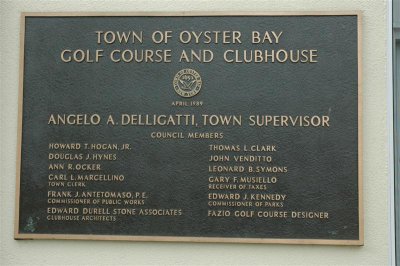 TOWN OF OYSTER BAY
GOLF COURSE AND CLUBHOUSE
APRIL 1989
ANGELO A. DELLIGATTI, TOWN SUPERVISOR
COUNCIL MEMBERS
HOWARD T. HOGAN, JR.
DOUGLAS J. HYNES
ANN R. OCKER
CARL L. MARCELLINO
TOWN CLERK
FRANK J. ANTETOMASO, P.E.
COMMISSIONER OF PUBLIC WORKS
EDWARD DURELL STONE ASSOCIATES
CLUBHOUSE ARCHITECTS
THOMAS L. CLARK
JOHN VENDITTO
LEONARD B. SYMONS
GARY F. MUSIELLO
RECEIVER OF TAXES
EDWARD J. KENNEDY
COMMISSIONER OF PARKS
FAZIO GOLF COURSE DESIGNER